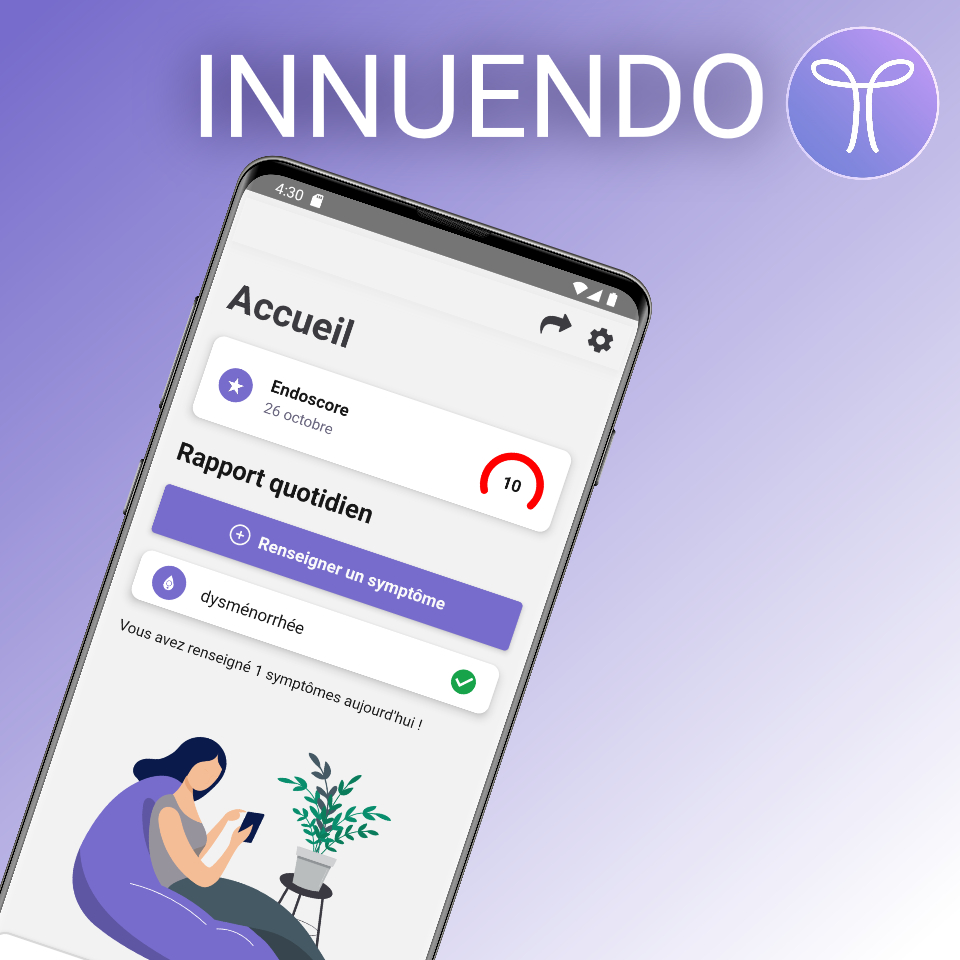 INNUENDO
4:30
Accueil
Endoscore
26 octobre
10
Rapport quotidien
Renseigner un symptôme
dysménorrhée
Vous avez renseigné 1 symptômes aujourd'hui !